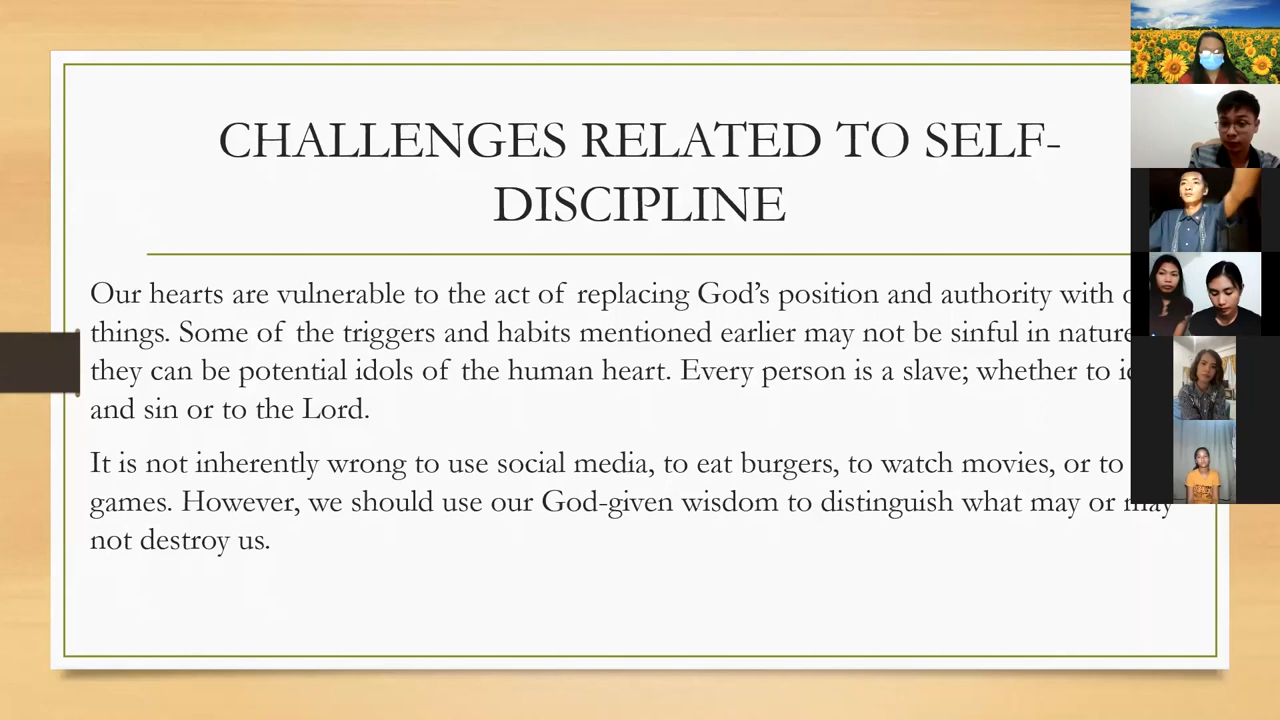 CHALLENGES RELATED TO SELF-
DISCIPLINE
Our hearts are vulnerable to the act of replacing God’s position and authority with
things. Some of the triggers and habits mentioned earlier may not be sinful in nature
they can be potential idols of the human heart. Every person is a slave; whether to
and sin or to the Lord.
It is not inherently wrong to use social media, to eat burgers, to watch movies, or to
games. However, we should use our God-given wisdom to distinguish what may or may
not destroy us.